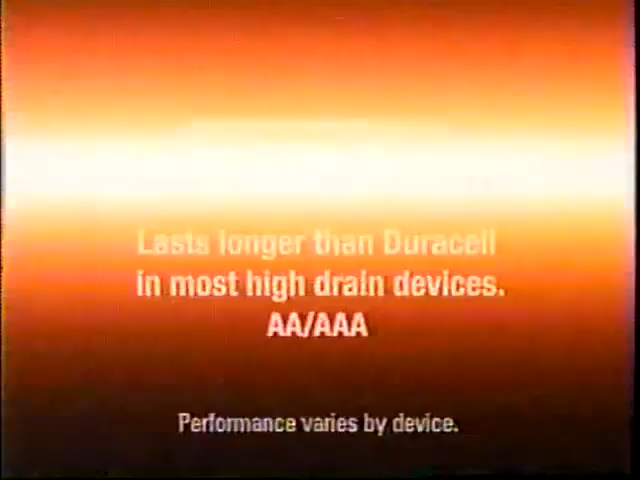 Lasts longer than Duracell
in most high drain devices.
AA/AAA
Performance varies by device.